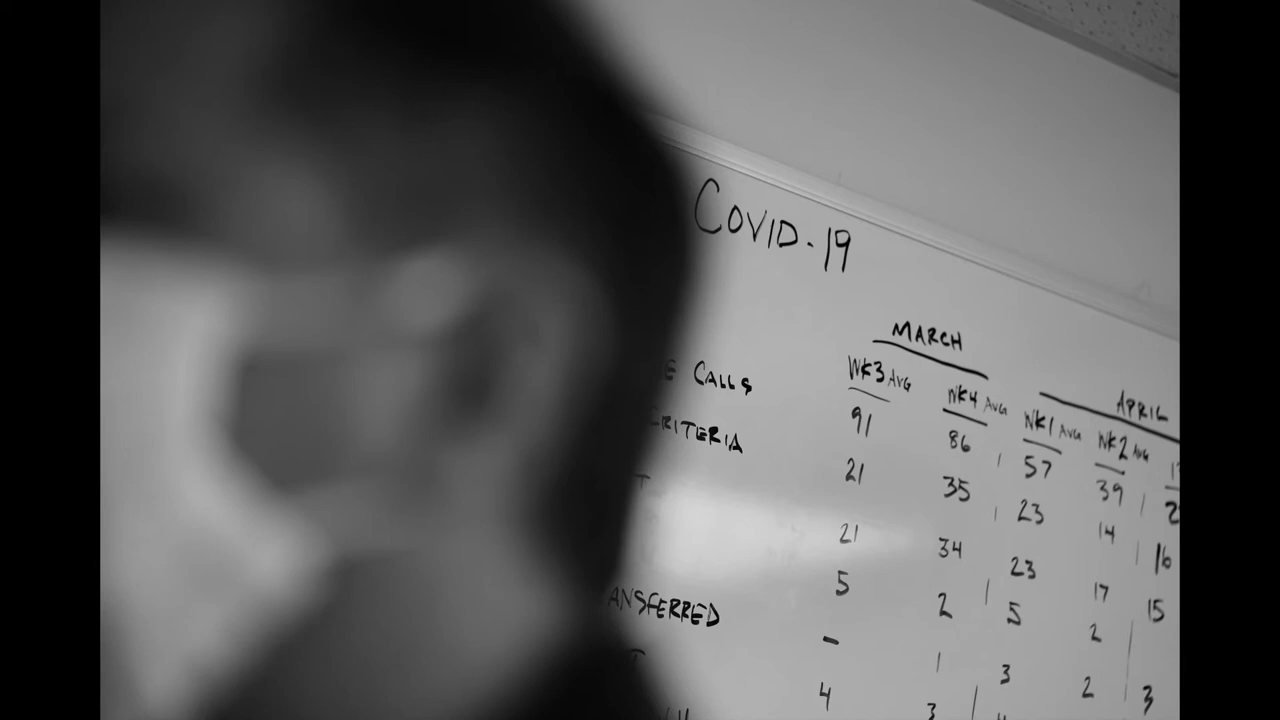 COVID-19
MARCH APRIL
WK3 AVG WK4 AVG WK1 AVG WK2 AVG
CALLS 91 86 57 39
CRITERIA 21 35 23 14 16
21 34 23 17 15
5 2 5 2
ANSFERRED - 1 3 2 3
4 3